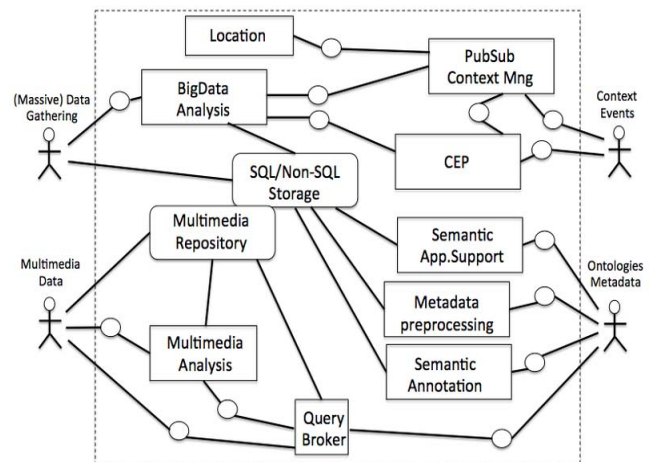 Location
PubSub
Context Mng
(Massive) Data
Gathering
BigData
Analysis
Context
Events
CEP
SQL/Non-SQL
Storage
Multimedia
Repository
Semantic
App.Support
Multimedia
Data
Ontologies
Metadata
Metadata
preprocessing
Multimedia
Analysis
Semantic
Annotation
Query
Broker